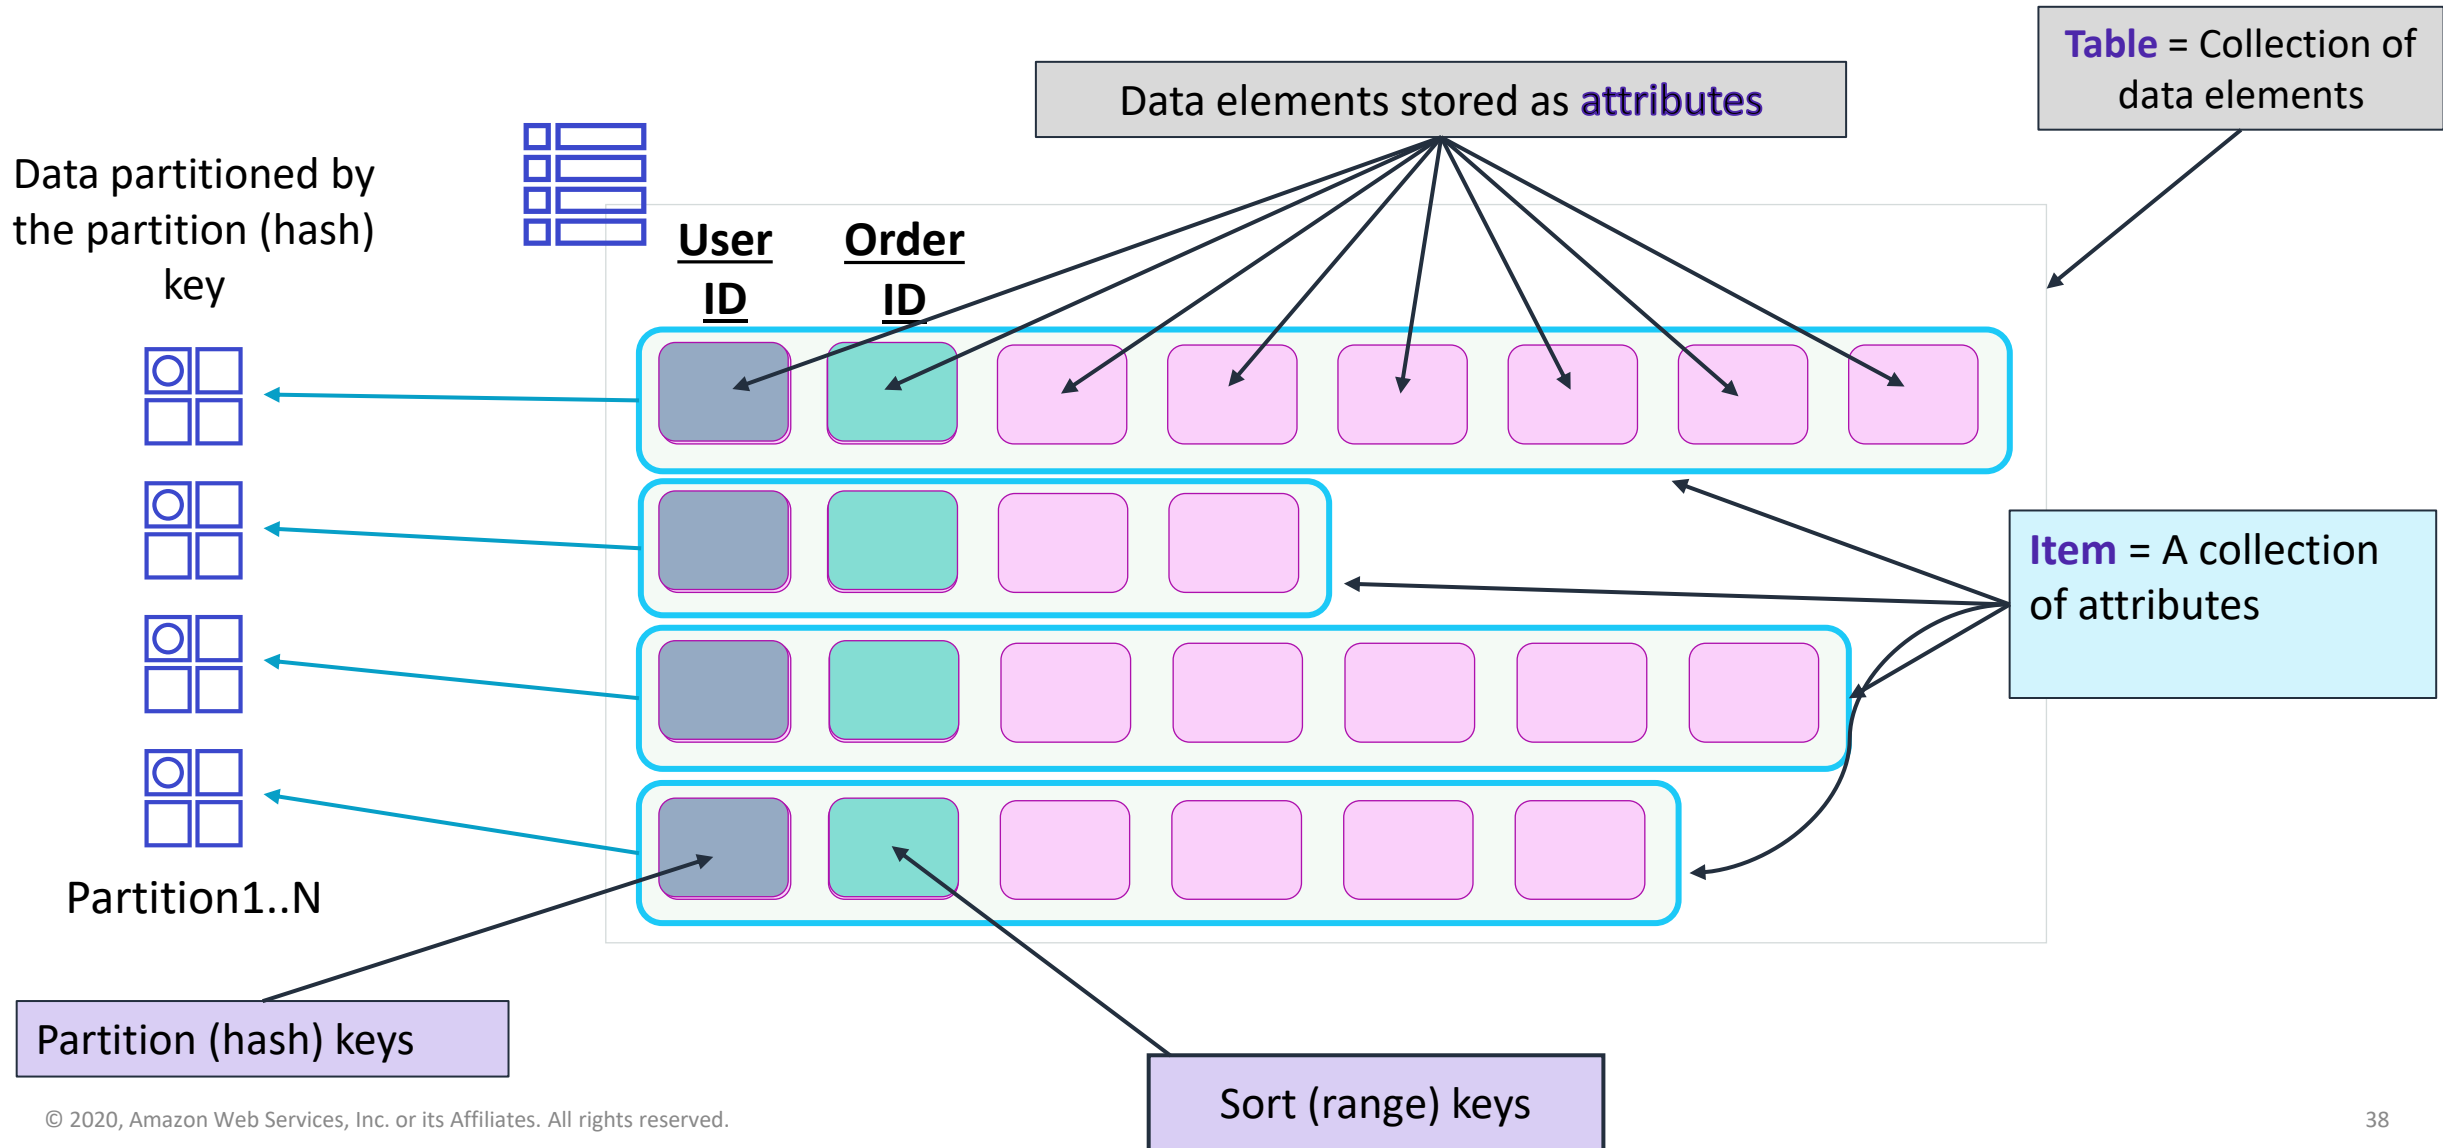 Table = Collection of
data elements
Data elements stored as attributes
Data partitioned by
the partition (hash)
key
User
ID
Order
ID
Item = A collection
of attributes
Partition1..N
Partition (hash) keys
Sort (range) keys
© 2020, Amazon Web Services, Inc. or its Affiliates. All rights reserved.
38